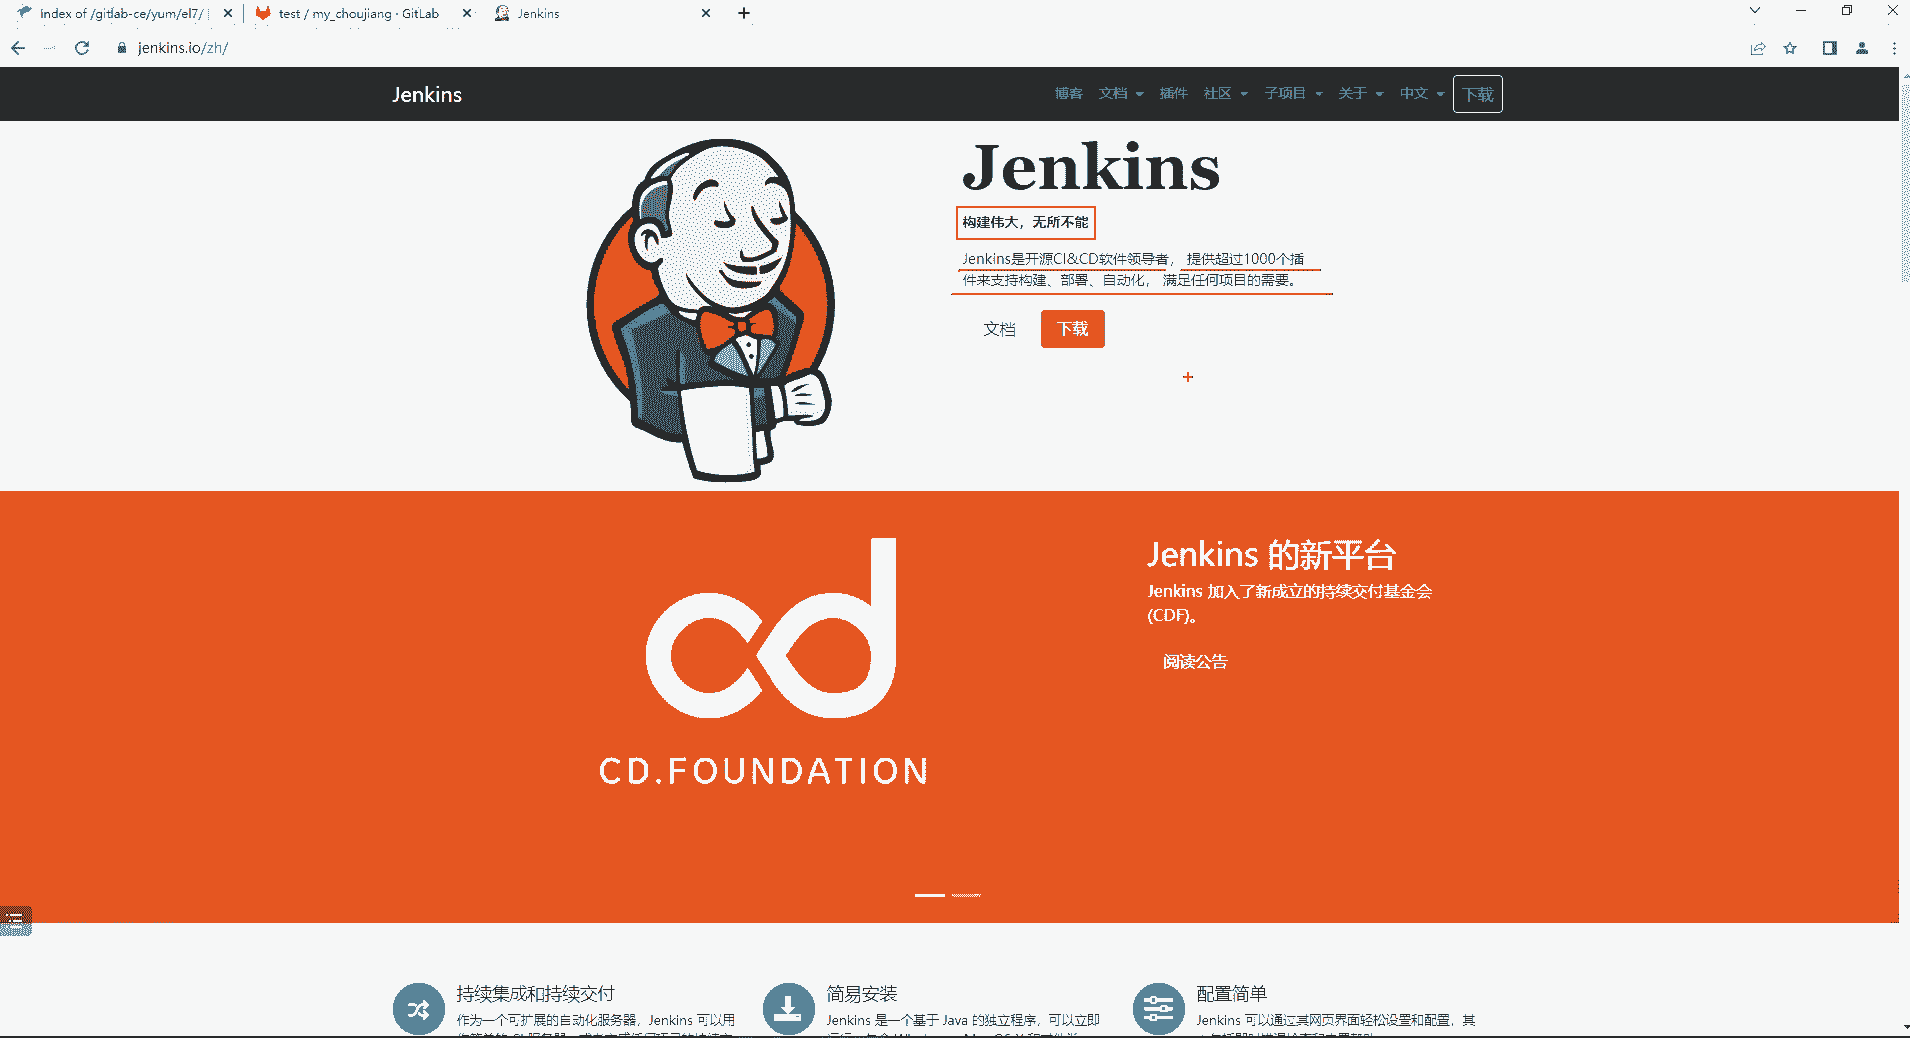 index of /gitlab-ce/yum/el7/
test / my_choujiang · GitLab
Jenkins
jenkins.io/zh/
Jenkins
博客 文档 插件 社区 子项目 关于 中文 下载
Jenkins
构建伟大，无所不能
Jenkins是开源CI&CD软件领导者， 提供超过1000个插
件来支持构建、部署、自动化， 满足任何项目的需要。
文档 下载
Jenkins 的新平台
Jenkins 加入了新成立的持续交付基金会
(CDF)。
阅读公告
CD.FOUNDATION
持续集成和持续交付
作为一个可扩展的自动化服务器，Jenkins 可以用
简易安装
Jenkins 是一个基于 Java 的独立程序，可以立即
配置简单
Jenkins 可以通过其网页界面轻松设置和配置，其